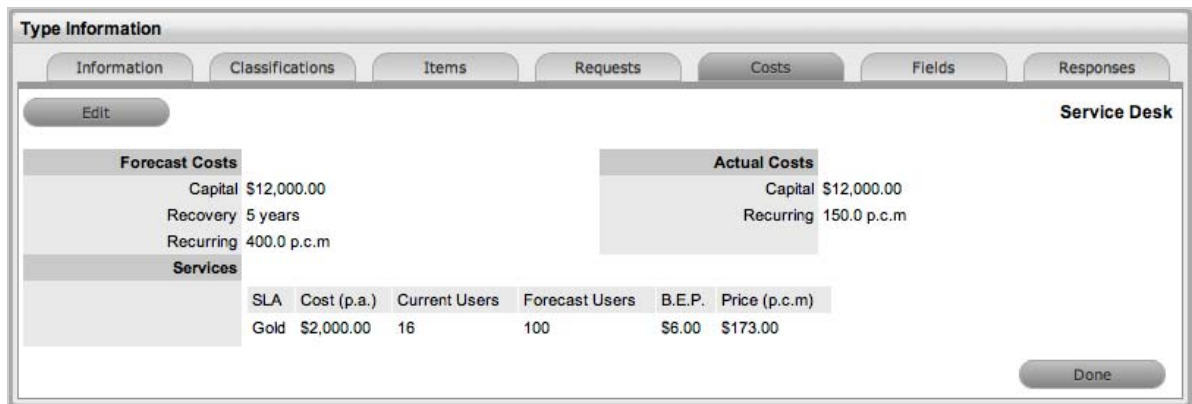 Type Information
Information Classifications Items Requests Costs Fields Responses
Edit Service Desk
Forecast Costs Actual Costs
Capital $12,000.00 Capital $12,000.00
Recovery 5 years Recurring 150.0 p.c.m
Recurring 400.0 p.c.m
Services
SLA Cost (p.a.) Current Users Forecast Users B.E.P. Price (p.c.m)
Gold $2,000.00 16 100 $6.00 $173.00
Done